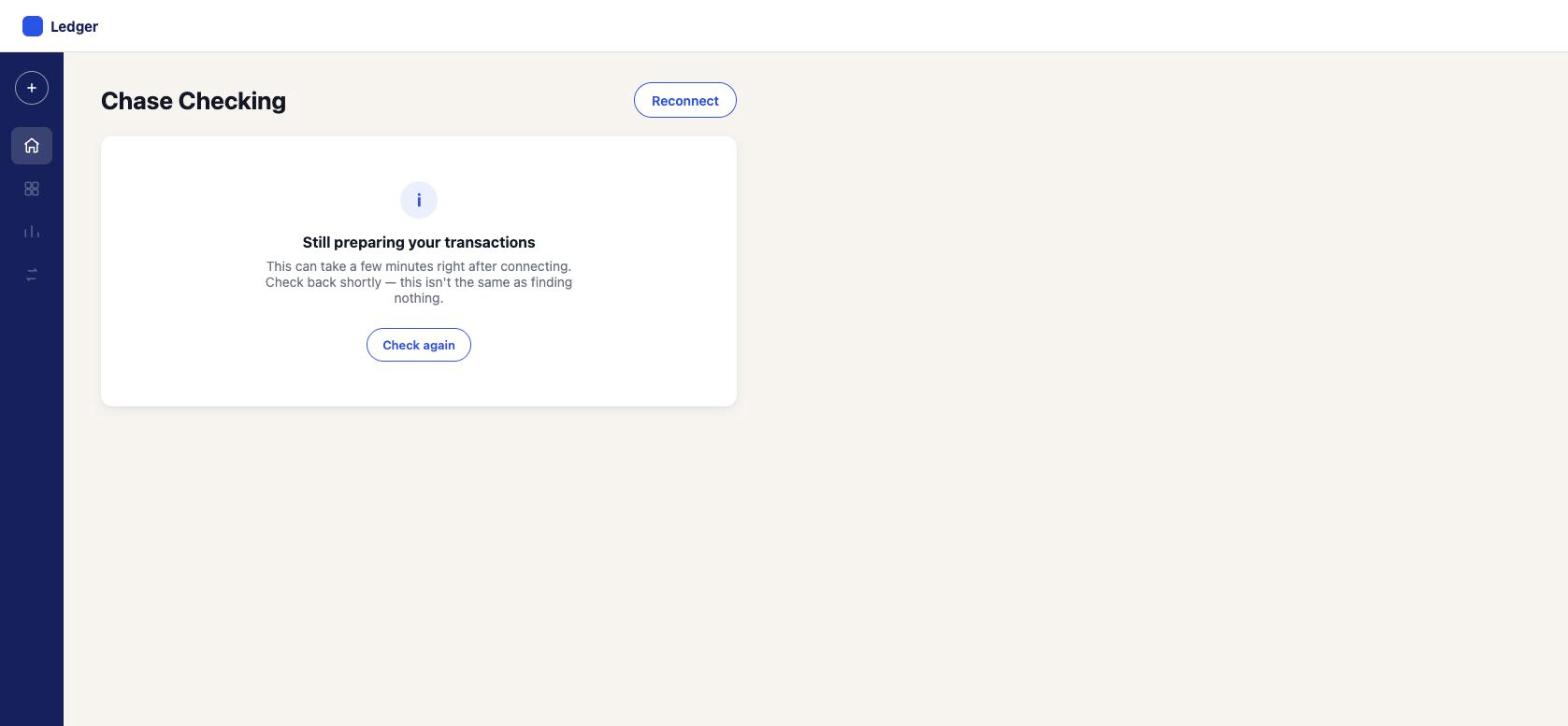 Ledger
Chase Checking
Reconnect
i
Still preparing your transactions
This can take a few minutes right after connecting.
Check back shortly — this isn't the same as finding
nothing.
Check again